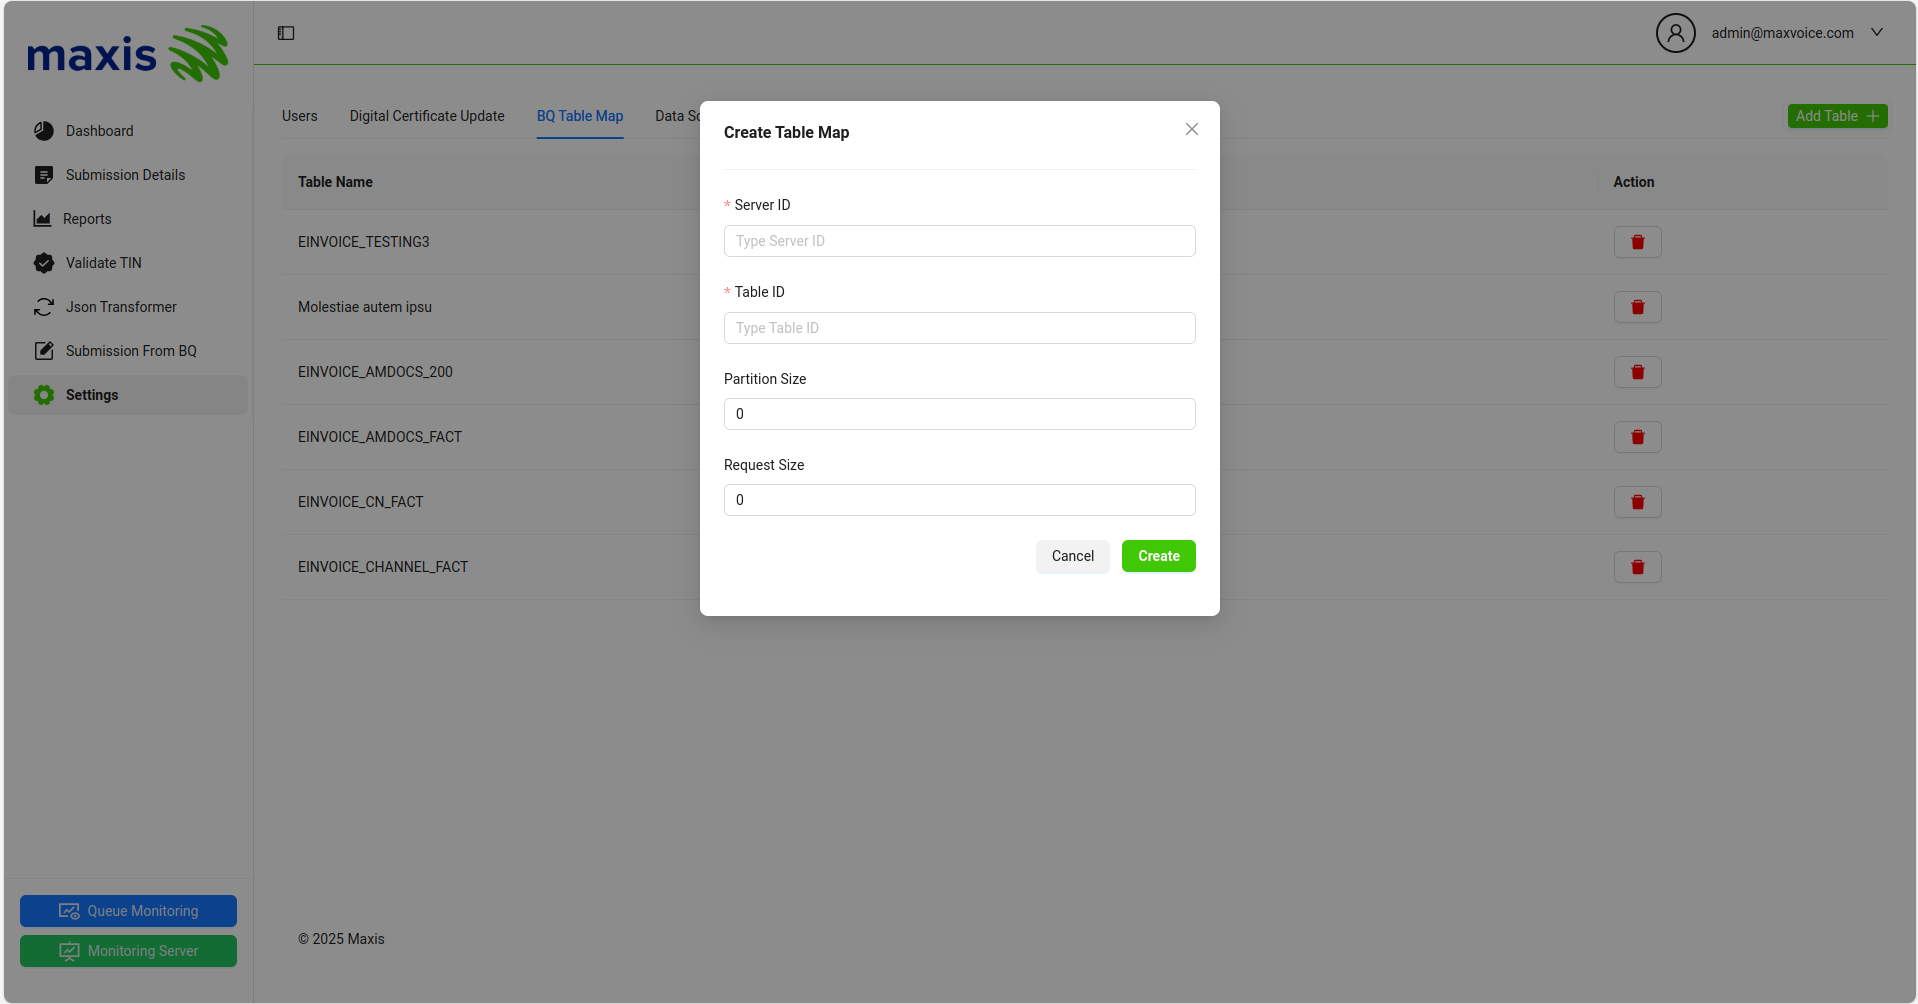 maxis
admin@maxvoice.com
Dashboard
Submission Details
Reports
Validate TIN
Json Transformer
Submission From BQ
Settings
Queue Monitoring
Monitoring Server
Users
Digital Certificate Update
BQ Table Map
Data Sc
Add Table
Table Name
Action
EINVOICE_TESTING3
Molestiae autem ipsu
EINVOICE_AMDOCS_200
EINVOICE_AMDOCS_FACT
EINVOICE_CN_FACT
EINVOICE_CHANNEL_FACT
Create Table Map
* Server ID
Type Server ID
* Table ID
Type Table ID
Partition Size
0
Request Size
0
Cancel
Create
© 2025 Maxis